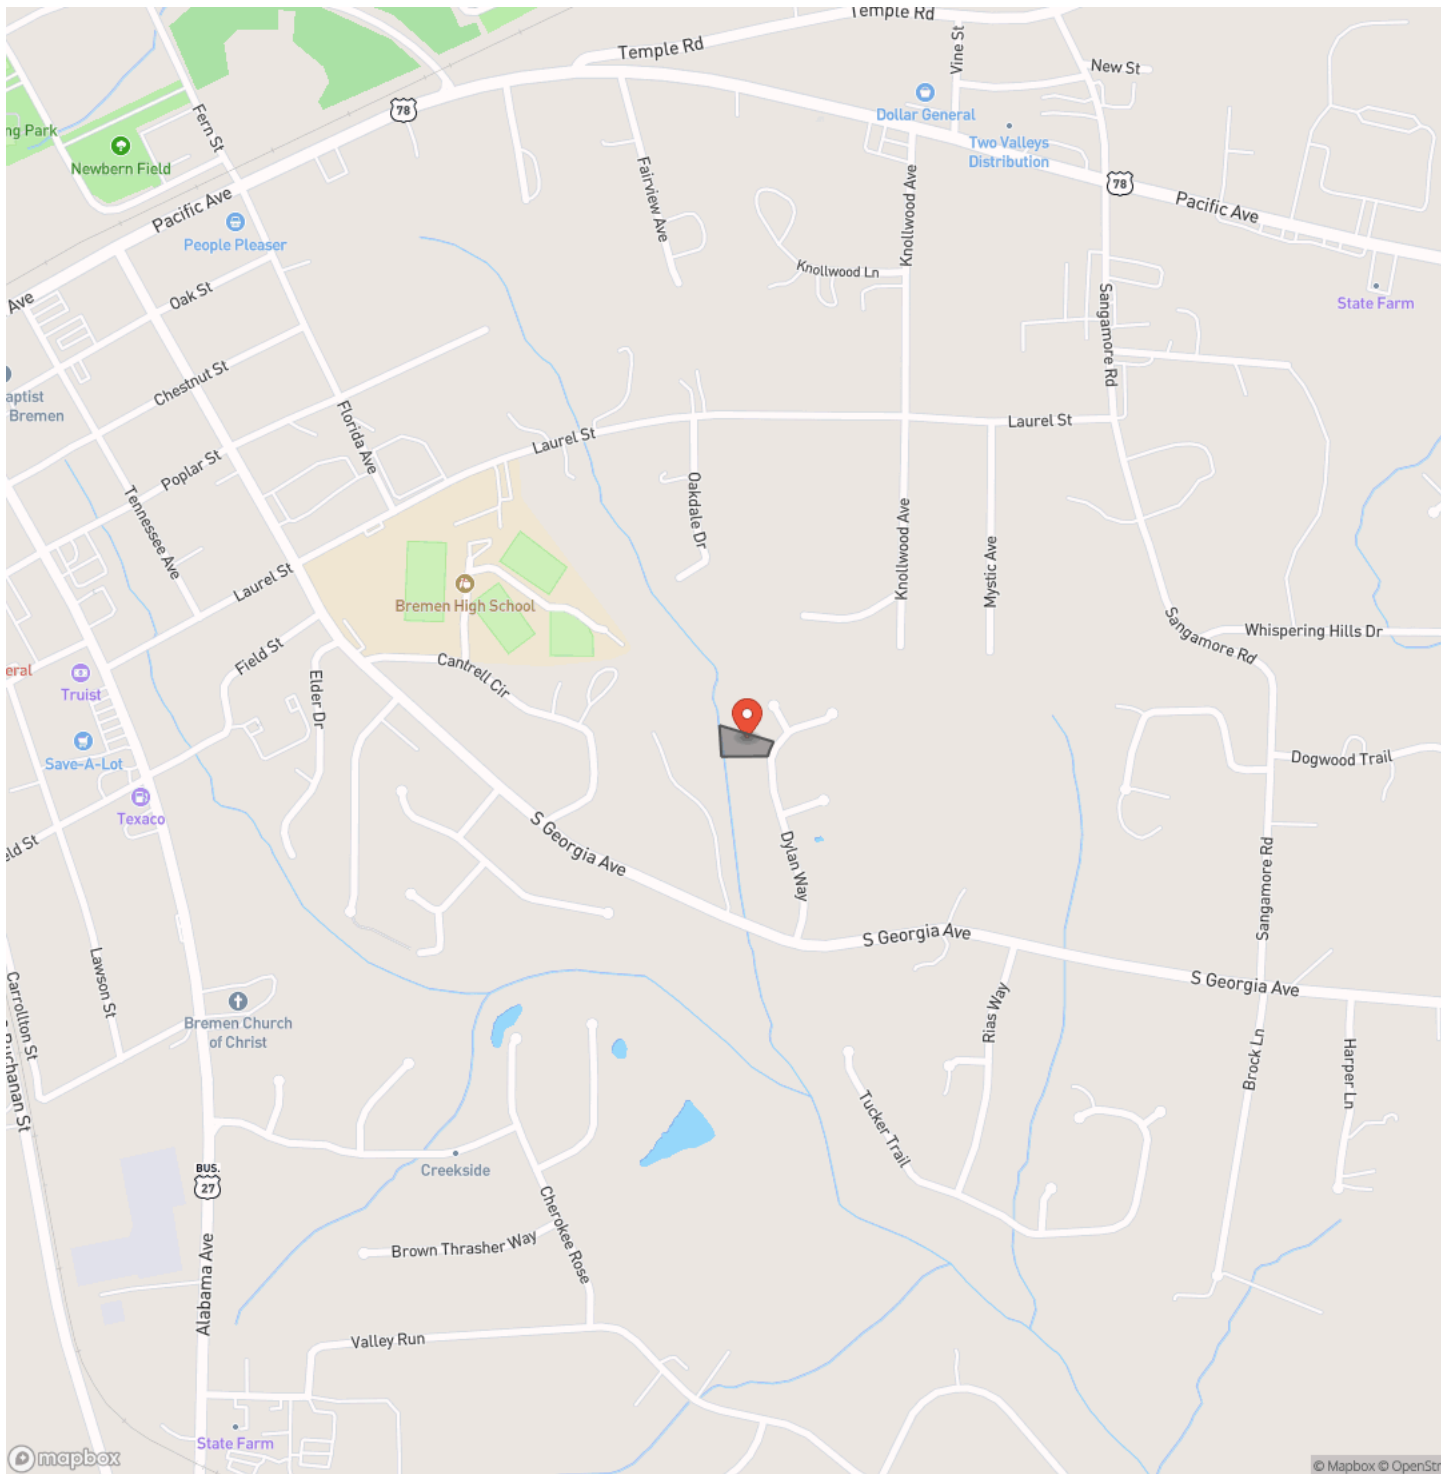 Temple Rd
Temple Rd
Vine St
New St
78
Dollar General
Two Valleys
Distribution
Fern St
ng Park
Newbern Field
Fairview Ave
Knollwood Ave
78
Pacific Ave
Pacific Ave
People Pleaser
Knollwood Ln
Oak St
Ave
Sangamore Rd
State Farm
Chestnut St
aptist
Bremen
Florida Ave
Laurel St
Laurel St
Poplar St
Tennessee Ave
Oakdale Dr
Knollwood Ave
Mystic Ave
Laurel St
Bremen High School
Sangamore Rd
Whispering Hills Dr
Field St
Cantrell Cir
eral
Truist
Elder Dr
Save-A-Lot
Dogwood Trail
Texaco
S Georgia Ave
Dylan Way
eld St
Sangamore Rd
S Georgia Ave
Lawson St
S Georgia Ave
Carrollton St
Bremen Church
of Christ
Rias Way
Brock Ln
Harper Ln
Buchanan St
Tucker Trail
BUS.
27
Creekside
Cherokee Rose
Brown Thrasher Way
Alabama Ave
Valley Run
State Farm
mapbox
© Mapbox © OpenStr